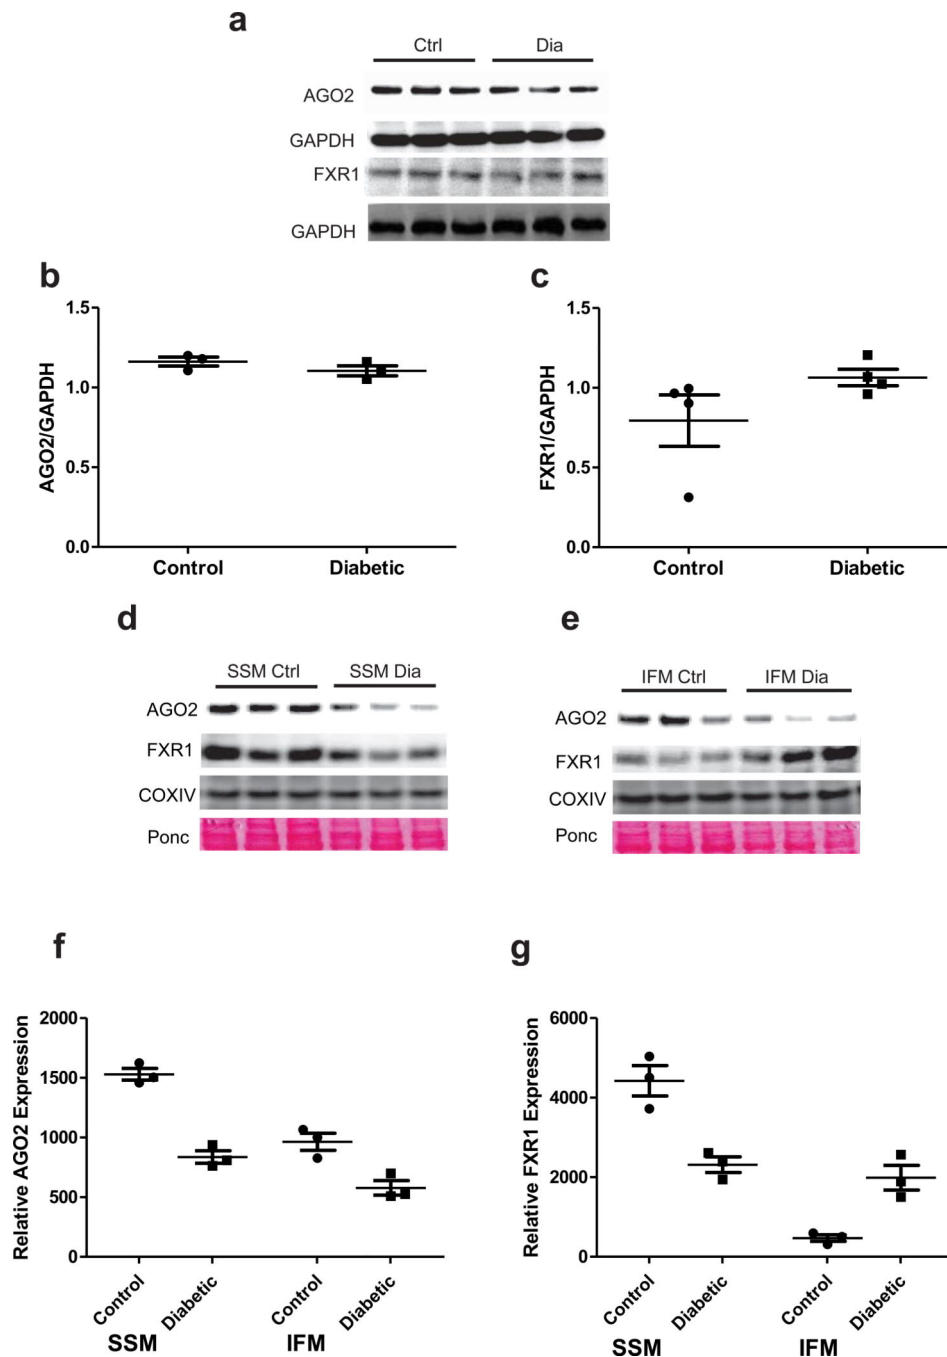 a
Ctrl Dia
AGO2
GAPDH
FXR1
GAPDH
b
1.5
1.0
0.5
0.0
AGO2/GAPDH
Control Diabetic
c
1.5
1.0
0.5
0.0
FXR1/GAPDH
Control Diabetic
d
SSM Ctrl SSM Dia
AGO2
FXR1
COXIV
Ponc
e
IFM Ctrl IFM Dia
AGO2
FXR1
COXIV
Ponc
f
2000
1500
1000
500
0
Relative AGO2 Expression
Control Diabetic Control Diabetic
SSM IFM
g
6000
4000
2000
0
Relative FXR1 Expression
Control Diabetic Control Diabetic
SSM IFM